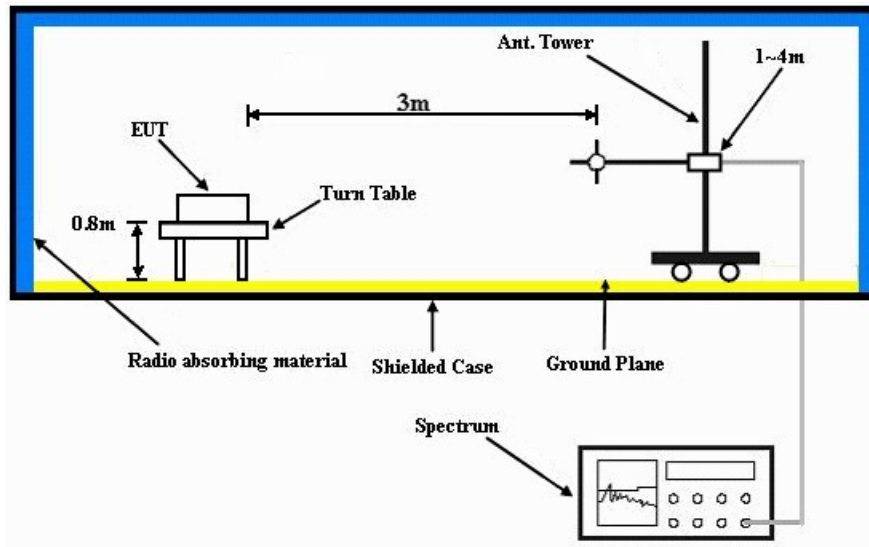 Ant. Tower
1~4m
3m
EUT
Turn Table
0.8m
Radio absorbing material
Shielded Case
Ground Plane
Spectrum